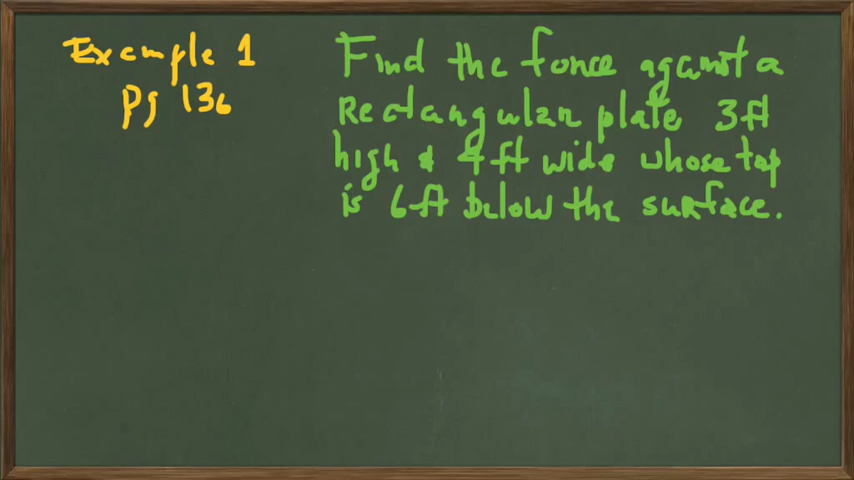 Example 1
pg 136
Find the force against a
Rectangular plate 3ft
high & 4ft wide whose top
is 6ft below the surface.